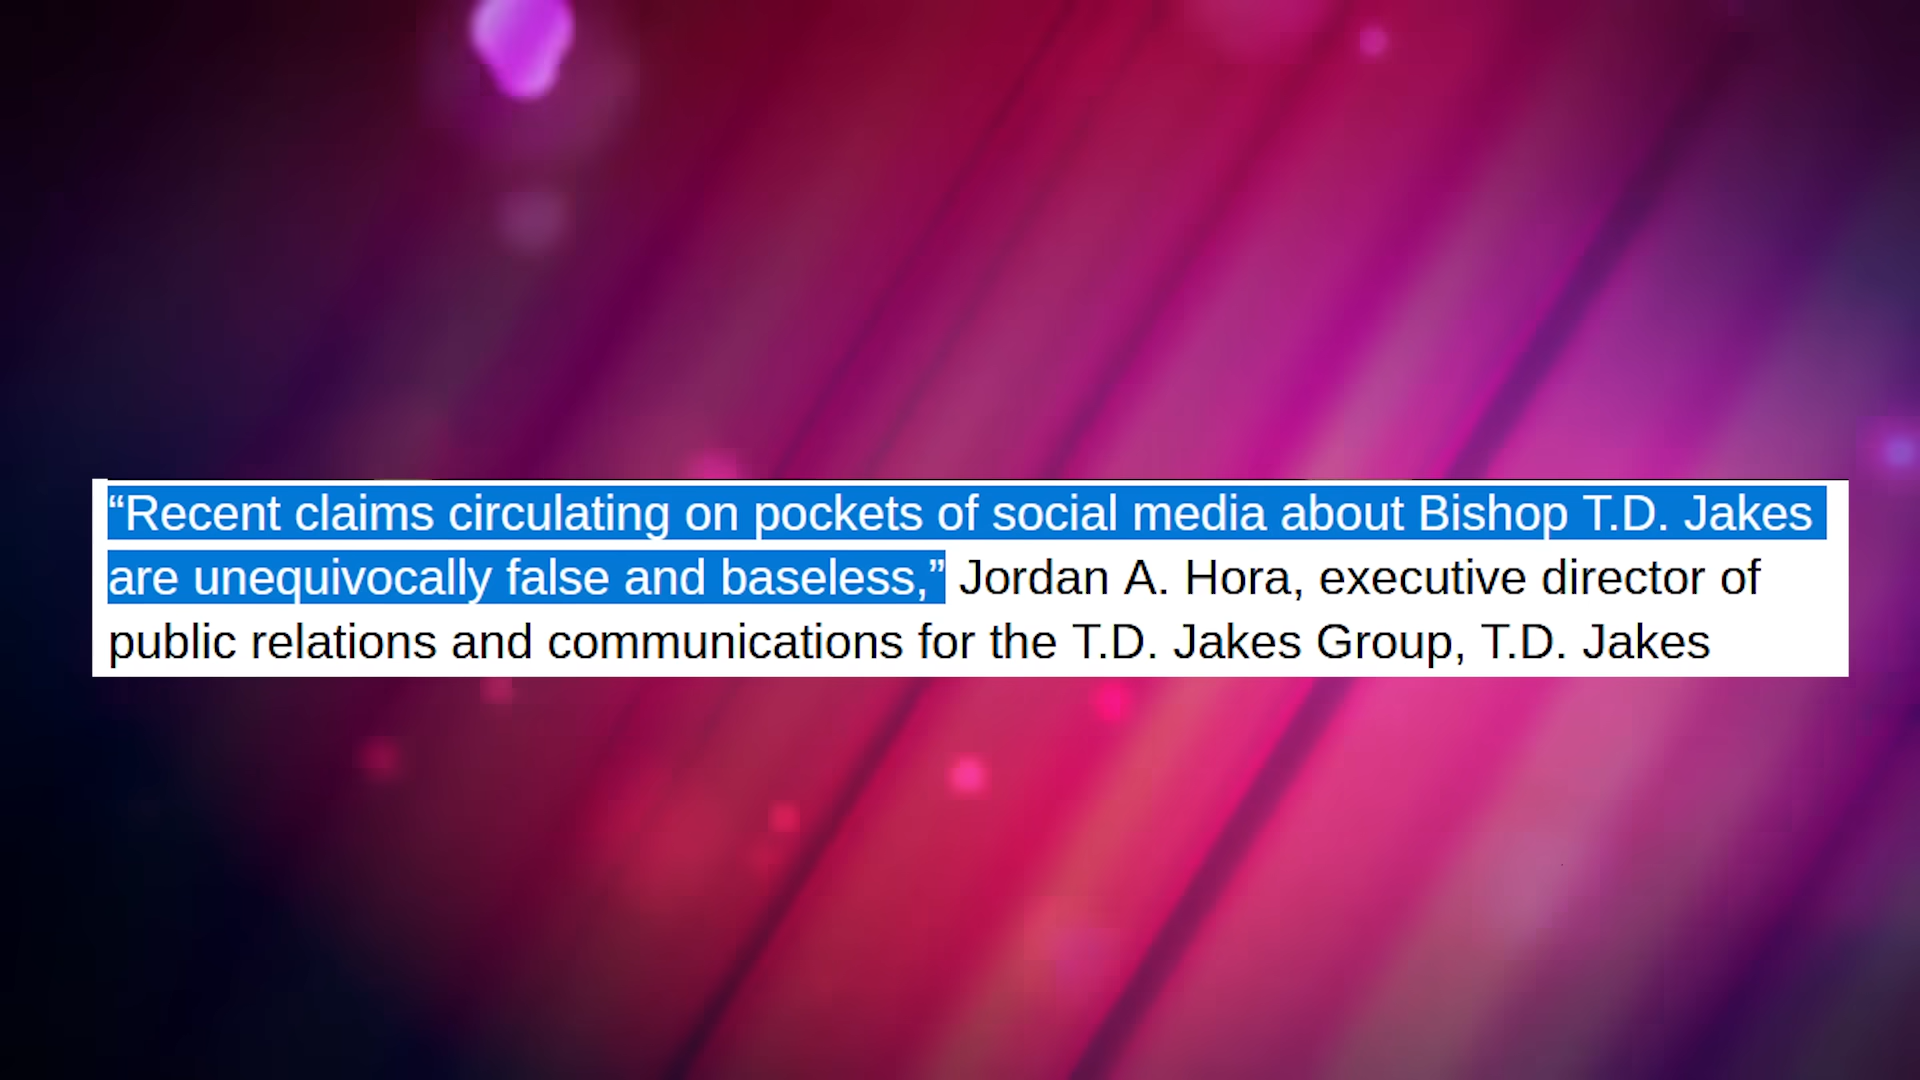 “Recent claims circulating on pockets of social media about Bishop T.D. Jakes
are unequivocally false and baseless,” Jordan A. Hora, executive director of
public relations and communications for the T.D. Jakes Group, T.D. Jakes